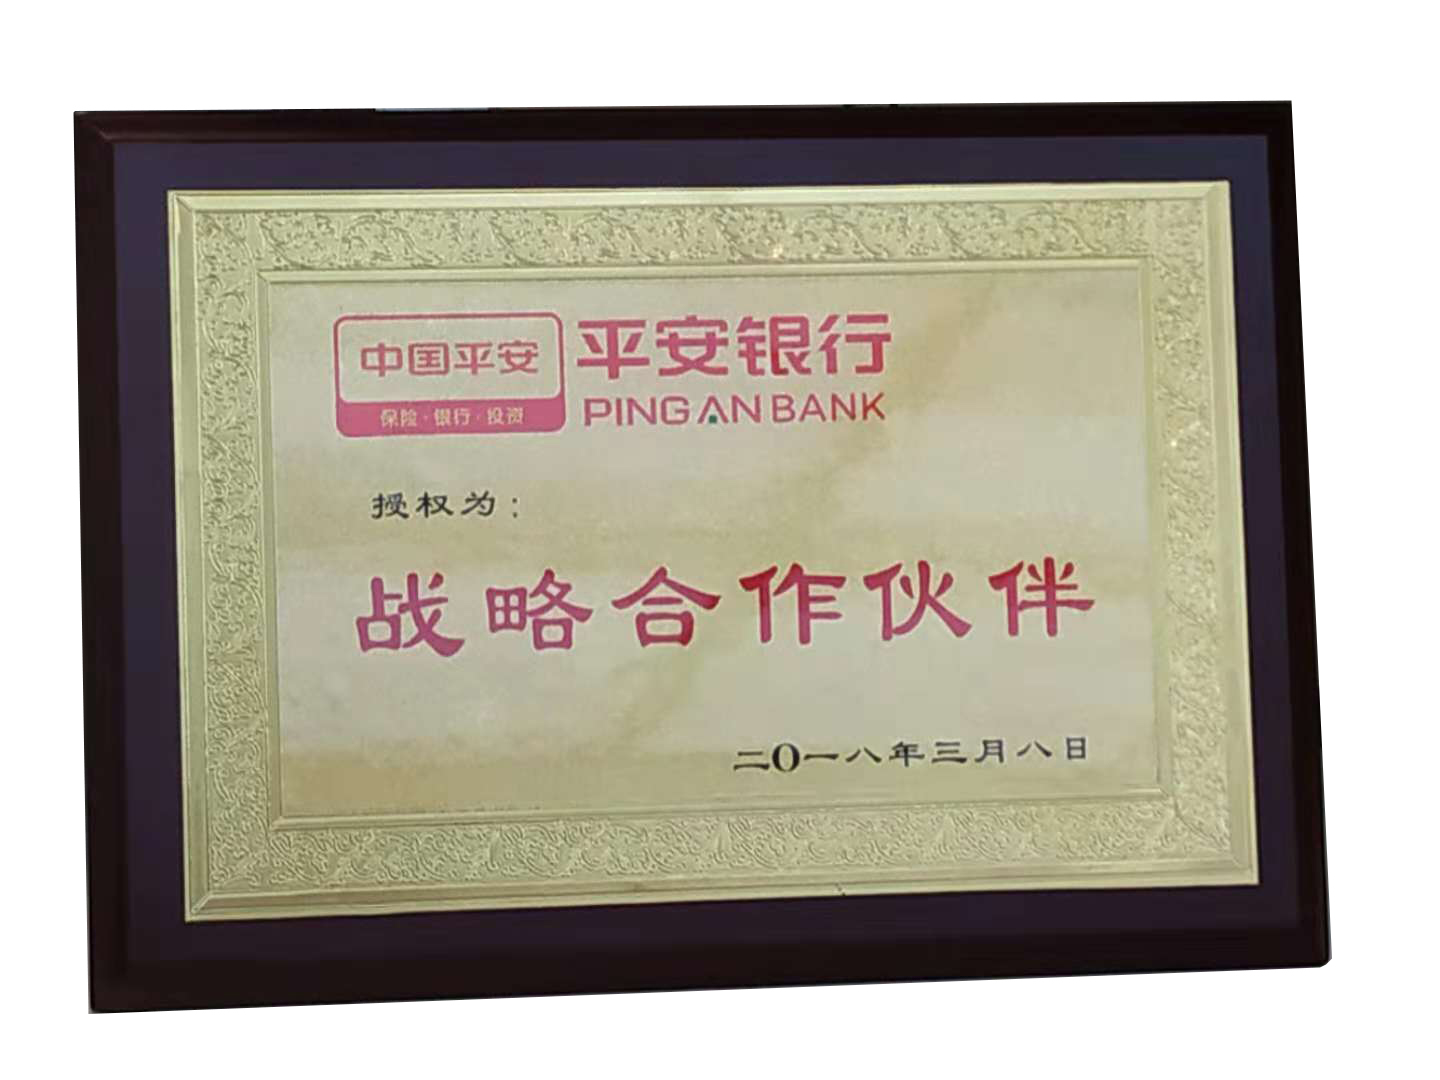 中国平安
保险·银行·投资
平安银行
PING AN BANK
授权为：
战略合作伙伴
二〇一八年三月八日